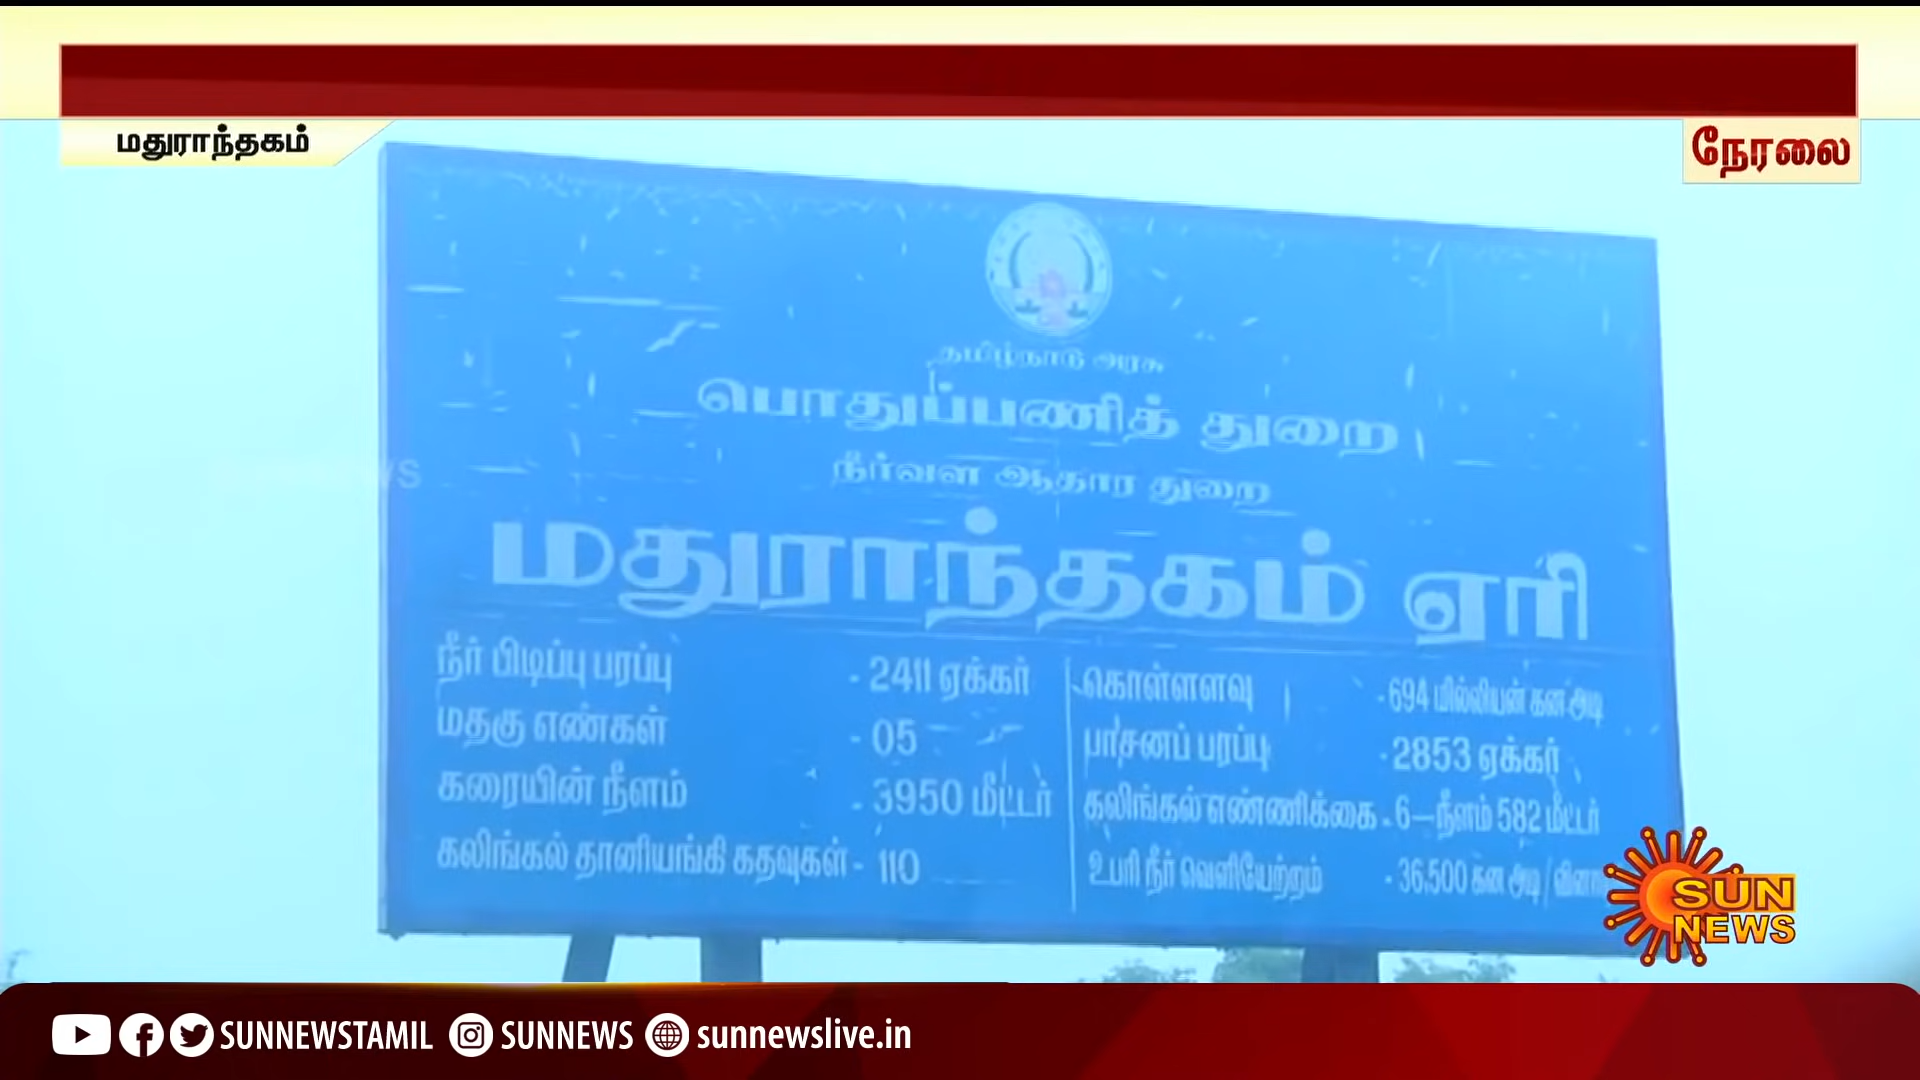 மதுராந்தகம்
நேரலை
தமிழ்நாடு அரசு
பொதுப்பணித் துறை
நீர்வள ஆதார துறை
மதுராந்தகம் ஏரி
நீர் பிடிப்பு பரப்பு - 2411 ஏக்கர்
மதகு எண்கள் - 05
கரையின் நீளம் - 3950 மீட்டர்
கலிங்கல் தானியங்கி கதவுகள் - 110
கொள்ளளவு - 694 மில்லியன் கன அடி
பாசனப் பரப்பு - 2853 ஏக்கர்
கலிங்கல் எண்ணிக்கை - 6 – நீளம் 582 மீட்டர்
உபரி நீர் வெளியேற்றம் - 36,500 கன அடி /
SUN
NEWS
SUNNEWSTAMIL SUNNEWS sunnewslive.in